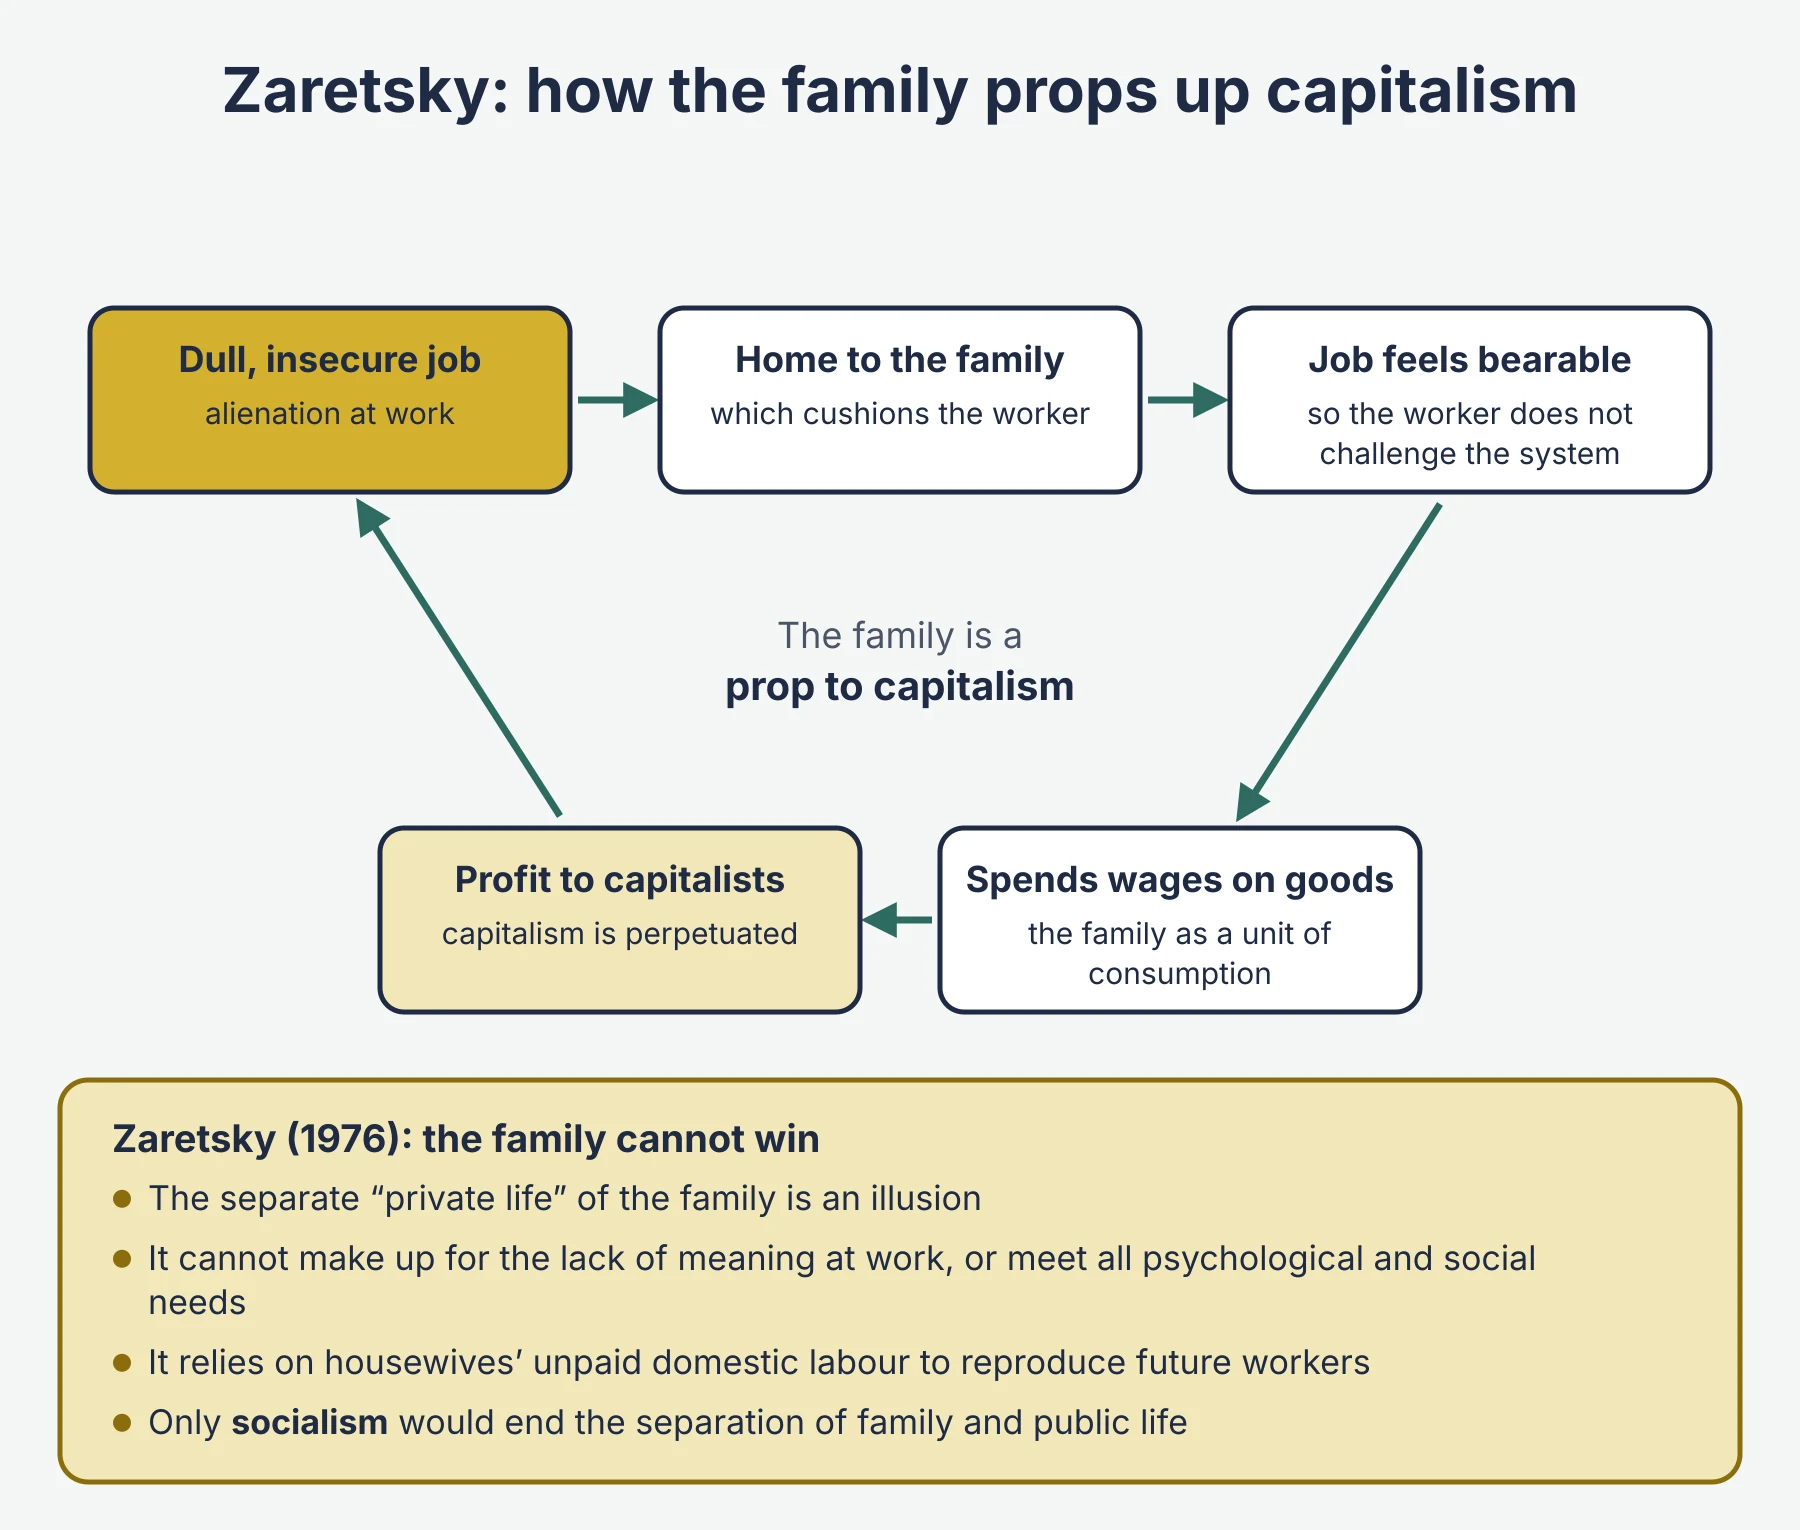 Zaretsky: how the family props up capitalism
Dull, insecure job
alienation at work
Home to the family
which cushions the worker
Job feels bearable
so the worker does not
challenge the system
The family is a
prop to capitalism
Profit to capitalists
capitalism is perpetuated
Spends wages on goods
the family as a unit of
consumption
Zaretsky (1976): the family cannot win
The separate “private life” of the family is an illusion
It cannot make up for the lack of meaning at work, or meet all psychological and social
needs
It relies on housewives’ unpaid domestic labour to reproduce future workers
Only socialism would end the separation of family and public life